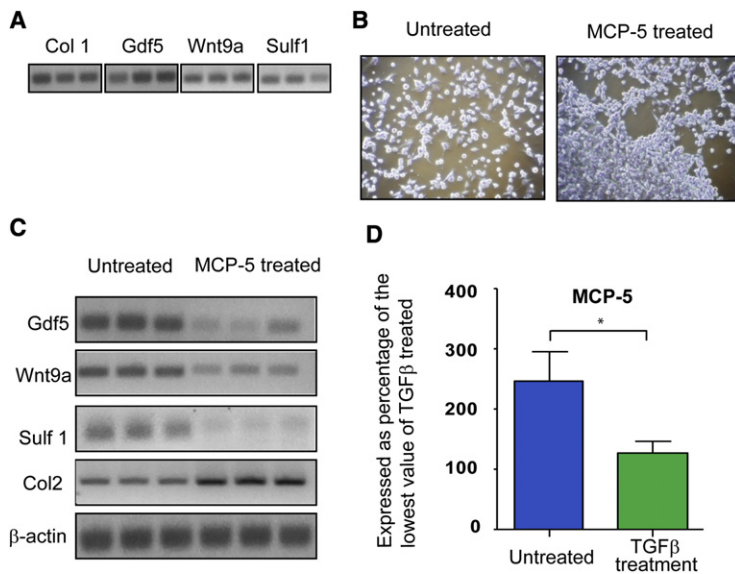 A
Col 1 Gdf5 Wnt9a Sulf1
B
Untreated MCP-5 treated
C
Untreated MCP-5 treated
Gdf5
Wnt9a
Sulf 1
Col2
β-actin
D
MCP-5
*
Expressed as percentage of the
lowest value of TGFβ treated
400
300
200
100
0
Untreated TGFβ
treatment